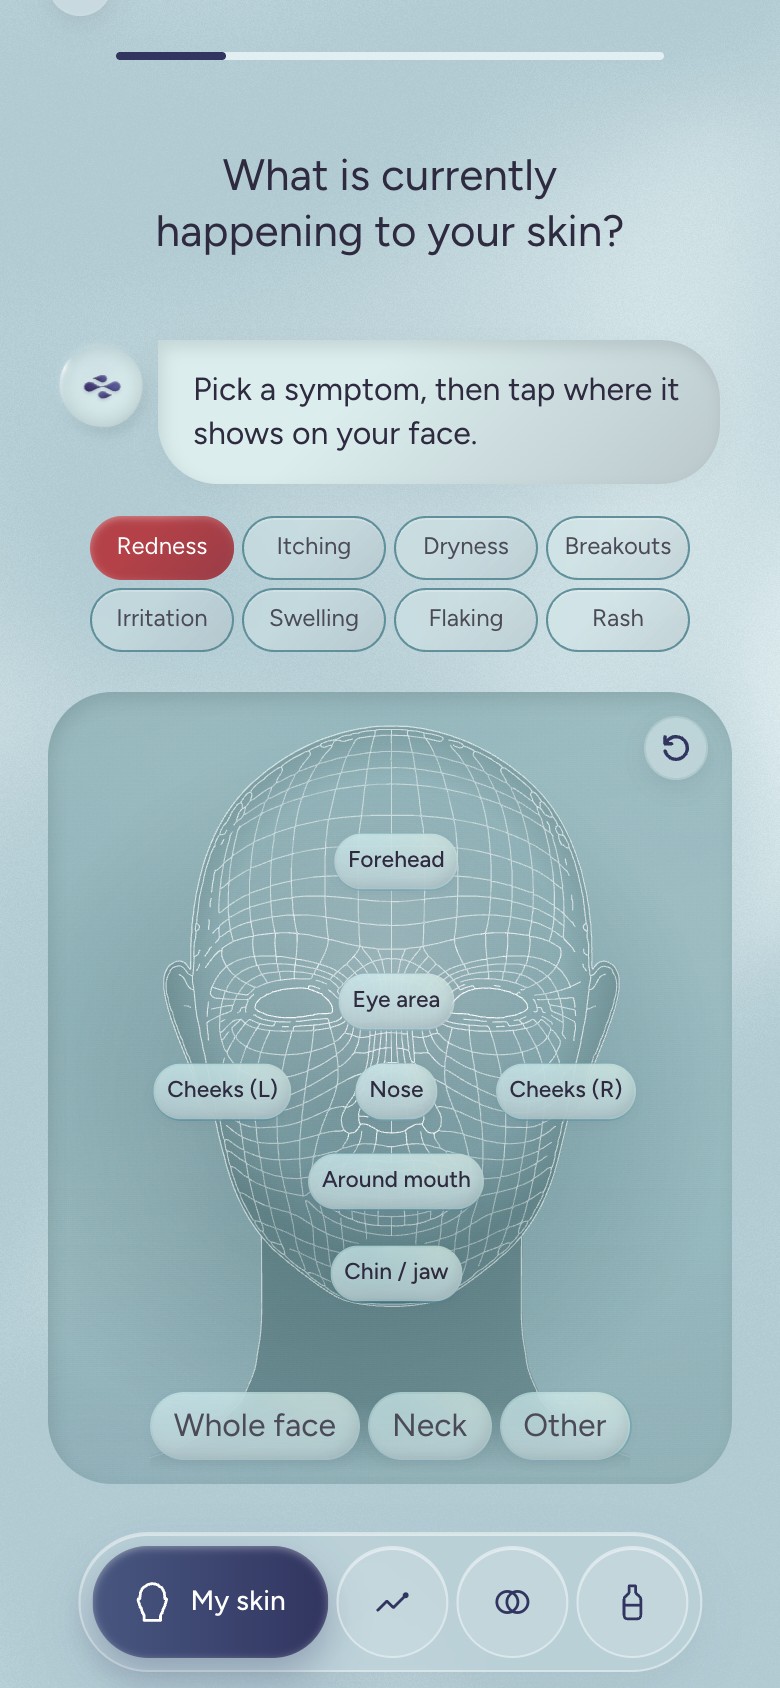 What is currently
happening to your skin?
Pick a symptom, then tap where it
shows on your face.
Redness
Itching
Dryness
Breakouts
Irritation
Swelling
Flaking
Rash
Forehead
Eye area
Cheeks (L)
Nose
Cheeks (R)
Around mouth
Chin / jaw
Whole face
Neck
Other
My skin